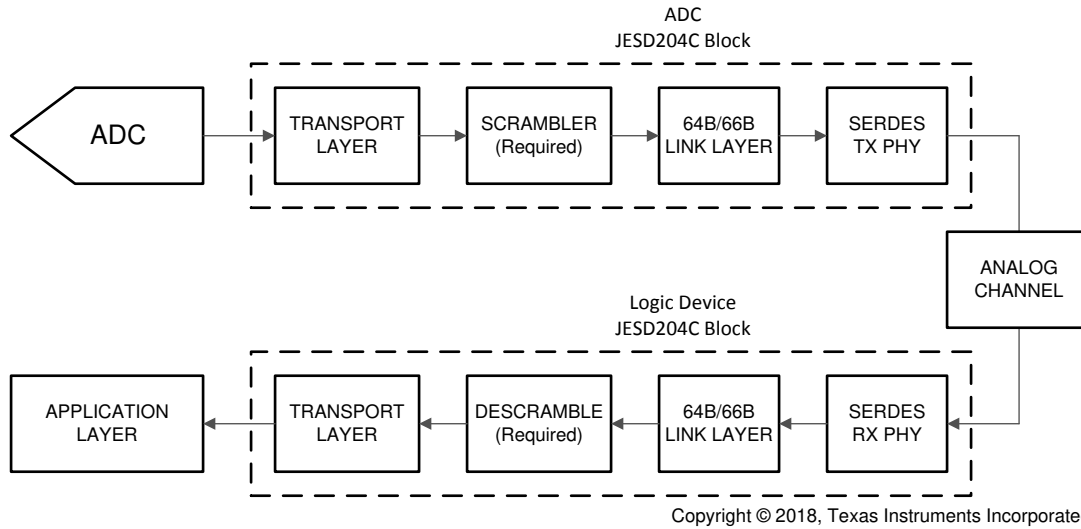 ADC
JESD204C Block
ADC
TRANSPORT
LAYER
SCRAMBLER
(Required)
64B/66B
LINK LAYER
SERDES
TX PHY
ANALOG
CHANNEL
Logic Device
JESD204C Block
APPLICATION
LAYER
TRANSPORT
LAYER
DESCRAMBLE
(Required)
64B/66B
LINK LAYER
SERDES
RX PHY
Copyright © 2018, Texas Instruments Incorporate